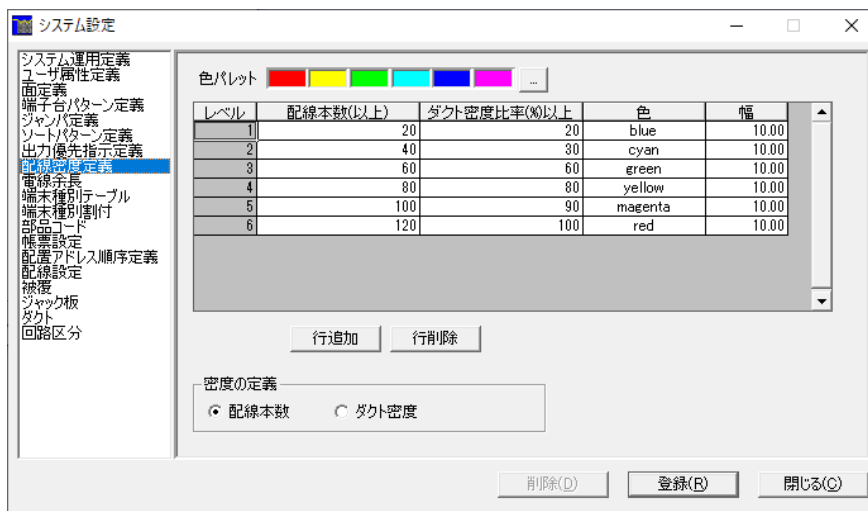 システム設定
システム運用定義
ユーザ属性定義
面定義
端子台パターン定義
ジャンパ定義
ソートパターン定義
出力優先指示定義
配線密度定義
電線余長
端末種別テーブル
端末種別割付
部品コード
帳票設定
配置アドレス順序定義
配線設定
被覆
ジャック板
ダクト
回路区分
色パレット ...
レベル 配線本数(以上) ダクト密度比率(%)以上 色 幅
1 20 20 blue 10.00
2 40 30 cyan 10.00
3 60 60 green 10.00
4 80 80 yellow 10.00
5 100 90 magenta 10.00
6 120 100 red 10.00
行追加 行削除
密度の定義
配線本数 ダクト密度
削除(D) 登録(R) 閉じる(C)